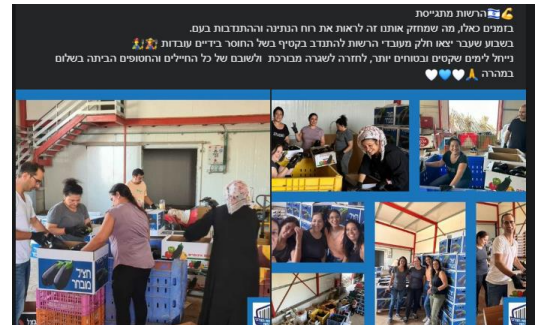 💪🇮🇱הרשות מתגייסת
בזמנים כאלו, מה שמחזק אותנו זה לראות את רוח הנתינה וההתנדבות בעם.
בשבוע שעבר יצאו חלק מעובדי הרשות להתנדב בקטיף בשל החוסר בידיים עובדות 👩‍🌾👨‍🌾
נייחל לימים שקטים ובטוחים יותר, לחזרה לשגרה מבורכת ולשובם של כל החיילים והחטופים הביתה בשלום
במהרה 🙏🤍💙🤍
חציל
מובחר